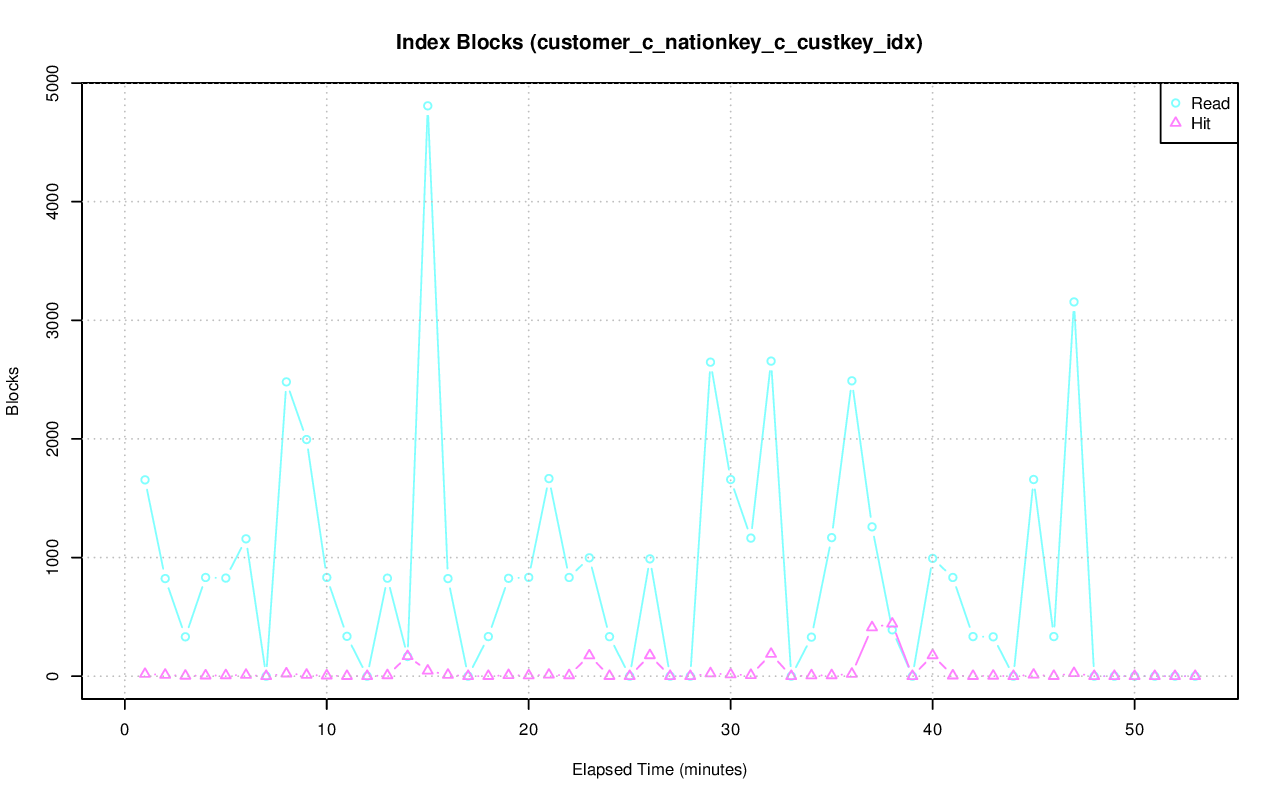 Index Blocks (customer_c_nationkey_c_custkey_idx)
Read
Hit
5000
4000
3000
2000
1000
0
Blocks
0 10 20 30 40 50
Elapsed Time (minutes)